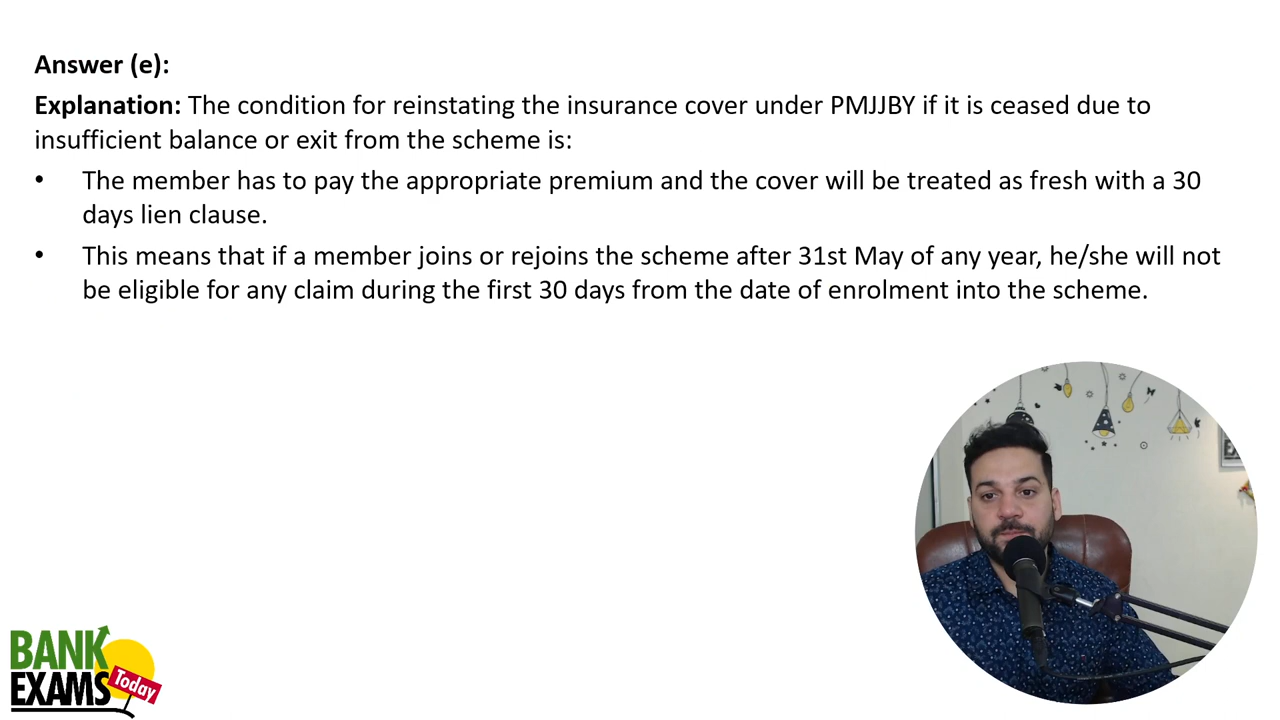 Answer (e):
Explanation: The condition for reinstating the insurance cover under PMJJBY if it is ceased due to
insufficient balance or exit from the scheme is:
• The member has to pay the appropriate premium and the cover will be treated as fresh with a 30
days lien clause.
• This means that if a member joins or rejoins the scheme after 31st May of any year, he/she will not
be eligible for any claim during the first 30 days from the date of enrolment into the scheme.
BANK
EXAMS
Today